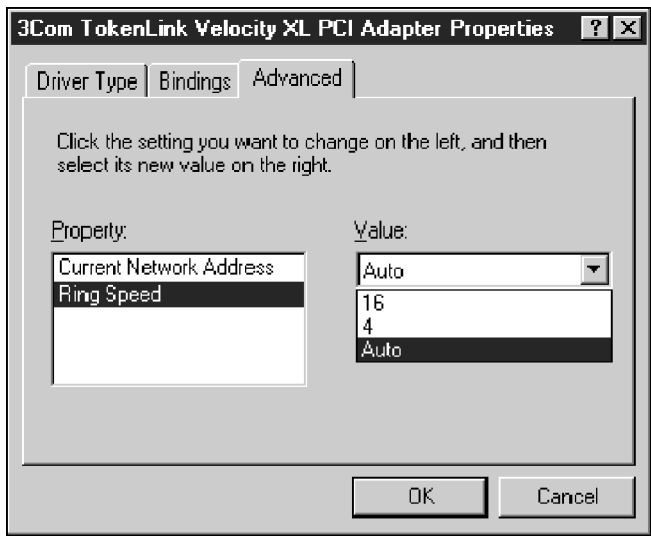 3Com TokenLink Velocity XL PCI Adapter Properties ? X
Driver Type Bindings Advanced
Click the setting you want to change on the left, and then
select its new value on the right.
Property:
Current Network Address
Ring Speed
Value:
Auto
16
4
Auto
OK Cancel